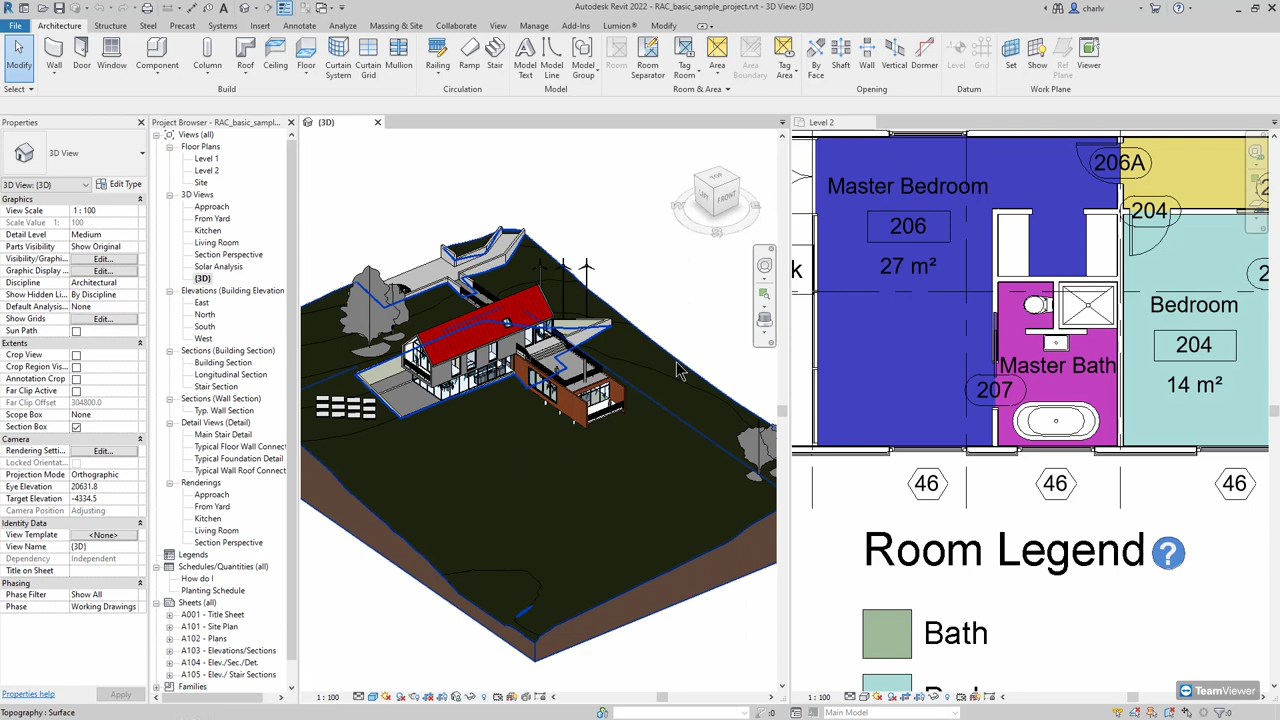 Autodesk Revit 2022 - RAC_basic_sample_project.rvt - 3D View: {3D}
charlv
File
Architecture
Structure
Steel
Precast
Systems
Insert
Annotate
Analyze
Massing & Site
Collaborate
View
Manage
Add-Ins
Lumion®
Modify
Modify
Wall
Door
Window
Component
Column
Roof
Ceiling
Floor
Curtain System
Curtain Grid
Mullion
Railing
Ramp
Stair
Model Text
Model Line
Model Group
Room
Room Separator
Tag Room
Area
Area Boundary
Tag Area
By Face
Shaft
Wall
Vertical
Dormer
Level
Grid
Set
Show
Ref Plane
Viewer
Select
Build
Circulation
Model
Room & Area
Opening
Datum
Work Plane
Properties
3D View
3D View: {3D}
Edit Type
Graphics
View Scale 1 : 100
Scale Value 1: 100
Detail Level Medium
Parts Visibility Show Original
Visibility/Graphi... Edit...
Graphic Display ... Edit...
Discipline Architectural
Show Hidden Li... By Discipline
Default Analysis... None
Show Grids Edit...
Sun Path
Extents
Crop View
Crop Region Vis...
Annotation Crop
Far Clip Active
Far Clip Offset 304800.0
Scope Box None
Section Box
Camera
Rendering Setti... Edit...
Locked Orientat...
Projection Mode Orthographic
Eye Elevation 20631.8
Target Elevation -4334.5
Camera Position Adjusting
Identity Data
View Template <None>
View Name {3D}
Dependency Independent
Title on Sheet
Phasing
Phase Filter Show All
Phase Working Drawings
Properties help
Apply
Topography : Surface
Project Browser - RAC_basic_sampl...
Views (all)
Floor Plans
Level 1
Level 2
Site
3D Views
Approach
From Yard
Kitchen
Living Room
Section Perspective
Solar Analysis
{3D}
Elevations (Building Elevation
East
North
South
West
Sections (Building Section)
Building Section
Longitudinal Section
Stair Section
Sections (Wall Section)
Typ. Wall Section
Detail Views (Detail)
Main Stair Detail
Typical Floor Wall Connect
Typical Foundation Detail
Typical Wall Roof Connect
Renderings
Approach
From Yard
Kitchen
Living Room
Section Perspective
Legends
Schedules/Quantities (all)
How do I
Planting Schedule
Sheets (all)
A001 - Title Sheet
A101 - Site Plan
A102 - Plans
A103 - Elevations/Sections
A104 - Elev./Sec./Det.
A105 - Elev./ Stair Sections
Families
{3D}
TOP
LEFT
FRONT
1 : 100
Level 2
Master Bedroom
206
27 m²
206A
204
k
Bedroom
204
14 m²
Master Bath
207
46
46
46
Room Legend
?
Bath
1 : 100
:0
Main Model
:0
TeamViewer